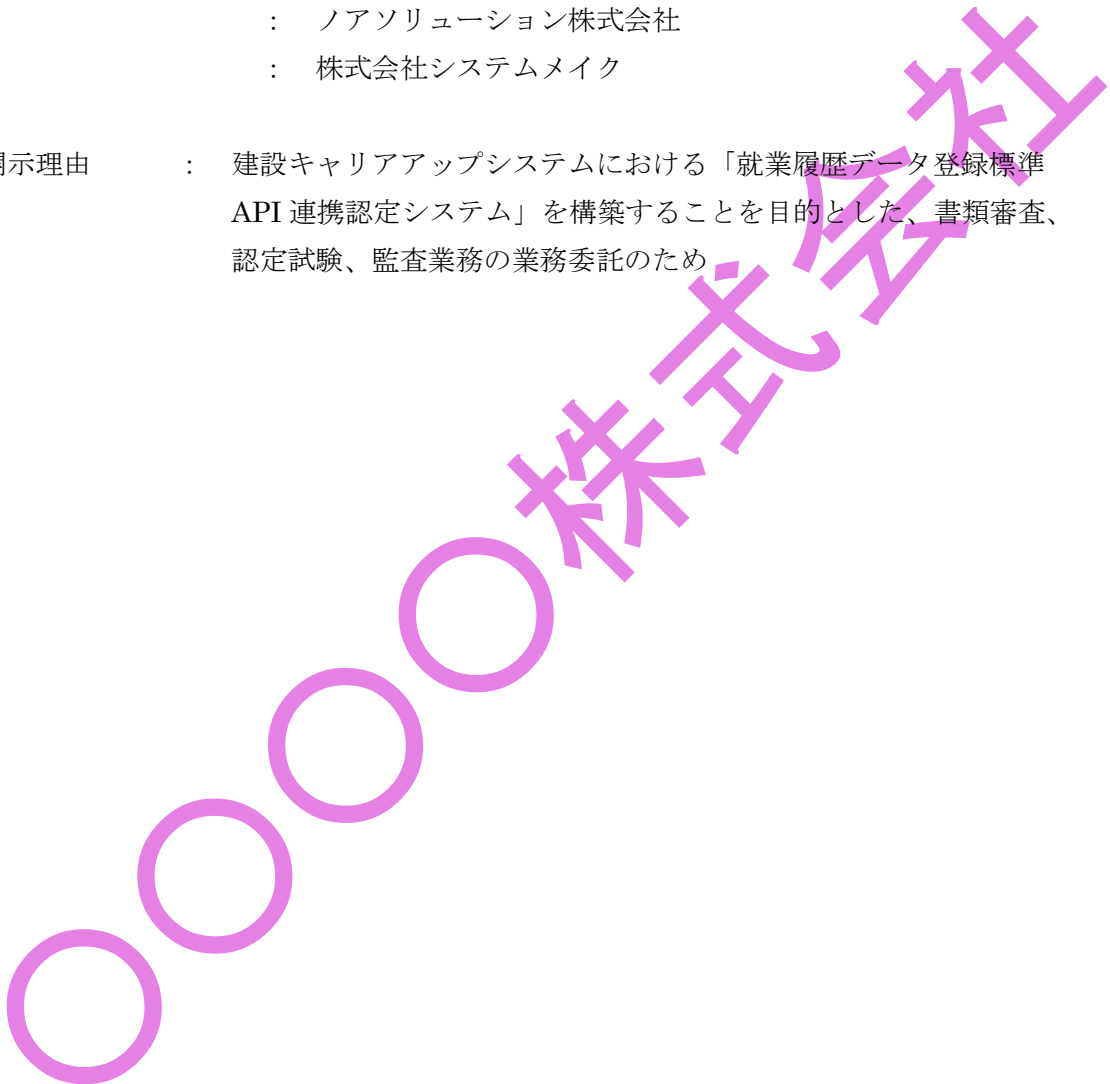 : ノアソリューション株式会社
: 株式会社システムメイク
開示理由 : 建設キャリアアップシステムにおける「就業履歴データ登録標準
API 連携認定システム」を構築することを目的とした、書類審査、
認定試験、監査業務の業務委託のため
〇〇〇〇株式会社